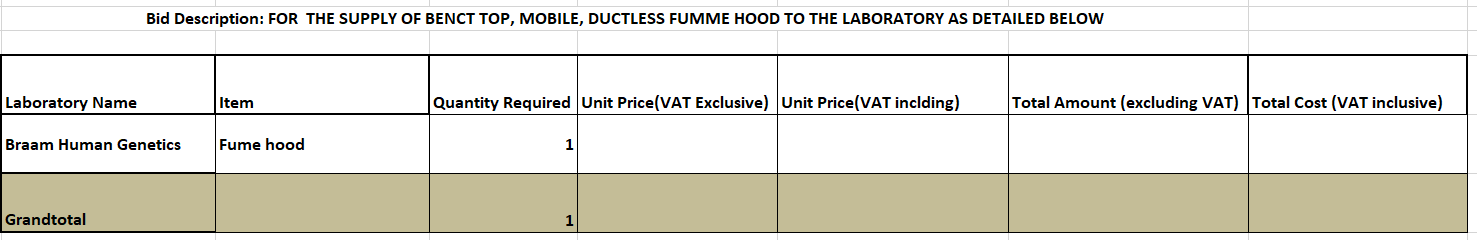 Bid Description: FOR  THE SUPPLY OF BENCT TOP, MOBILE, DUCTLESS FUMME HOOD TO THE LABORATORY AS DETAILED BELOW
Laboratory Name Item Quantity Required Unit Price(VAT Exclusive) Unit Price(VAT inclding) Total Amount (excluding VAT) Total Cost (VAT inclusive)
Braam Human Genetics Fume hood 1
Grandtotal 1